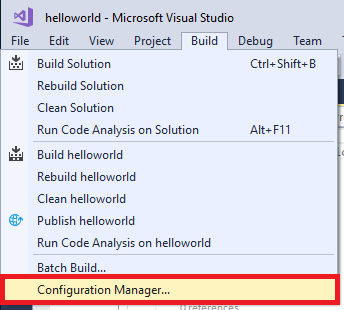 helloworld - Microsoft Visual Studio
File Edit View Project Build Debug Team
Build Solution Ctrl+Shift+B
Rebuild Solution
Clean Solution
Run Code Analysis on Solution Alt+F11
Build helloworld
Rebuild helloworld
Clean helloworld
Publish helloworld
Run Code Analysis on helloworld
Batch Build...
Configuration Manager...
0 references